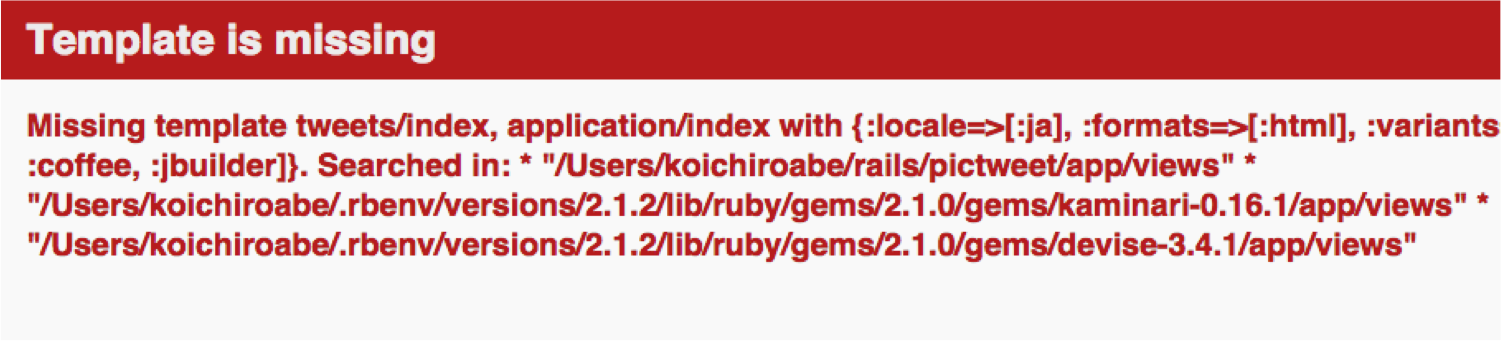 Template is missing
Missing template tweets/index, application/index with {:locale=>[:ja], :formats=>[:html], :variants
:coffee, :jbuilder]}. Searched in: * "/Users/koichiroabe/rails/pictweet/app/views" *
"/Users/koichiroabe/.rbenv/versions/2.1.2/lib/ruby/gems/2.1.0/gems/kaminari-0.16.1/app/views" *
"/Users/koichiroabe/.rbenv/versions/2.1.2/lib/ruby/gems/2.1.0/gems/devise-3.4.1/app/views"